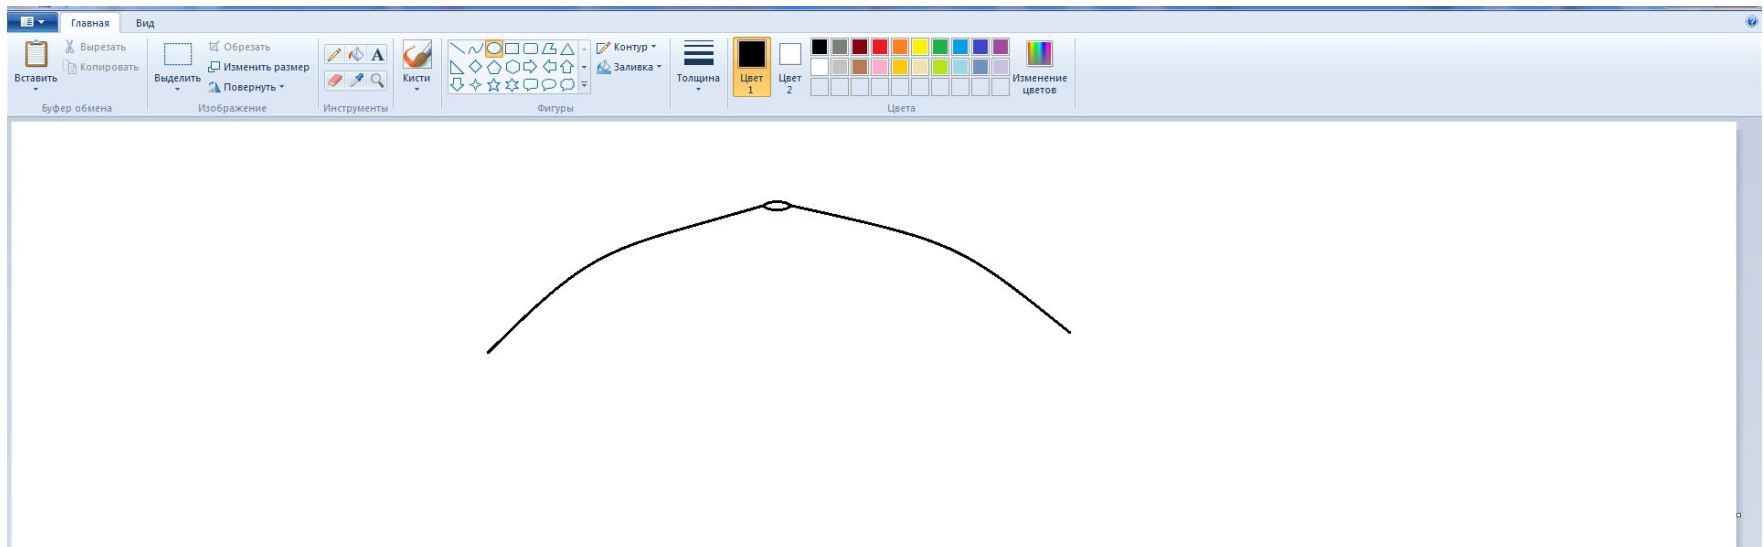 Главная Вид
Вставить
Вырезать
Копировать
Буфер обмена
Выделить
Обрезать
Изменить размер
Повернуть
Изображение
A
Инструменты
Кисти
Контур
Заливка
Фигуры
Толщина
Цвет
1
Цвет
2
Изменение
цветов
Цвета